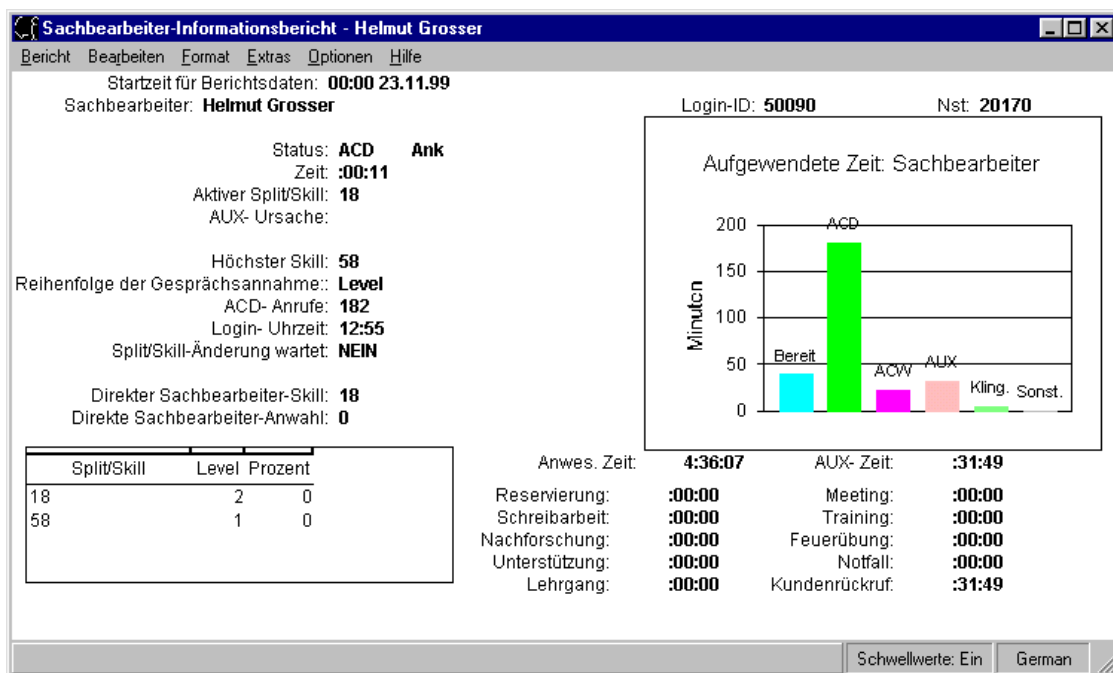 Sachbearbeiter-Informationsbericht - Helmut Grosser
Bericht Bearbeiten Format Extras Optionen Hilfe
Startzeit für Berichtsdaten: 00:00 23.11.99
Sachbearbeiter: Helmut Grosser
Login-ID: 50090 Nst: 20170
Status: ACD Ank
Zeit: :00:11
Aktiver Split/Skill: 18
AUX- Ursache:
Höchster Skill: 58
Reihenfolge der Gesprächsannahme:: Level
ACD- Anrufe: 182
Login- Uhrzeit: 12:55
Split/Skill-Änderung wartet: NEIN
Direkter Sachbearbeiter-Skill: 18
Direkte Sachbearbeiter-Anwahl: 0
Aufgewendete Zeit: Sachbearbeiter
Minuten
200
150
100
50
0
Bereit
ACD
ACW
AUX
Kling.
Sonst.
Split/Skill Level Prozent
18 2 0
58 1 0
Anwes. Zeit: 4:36:07 AUX- Zeit: :31:49
Reservierung: :00:00 Meeting: :00:00
Schreibarbeit: :00:00 Training: :00:00
Nachforschung: :00:00 Feuerübung: :00:00
Unterstützung: :00:00 Notfall: :00:00
Lehrgang: :00:00 Kundenrückruf: :31:49
Schwellwerte: Ein German